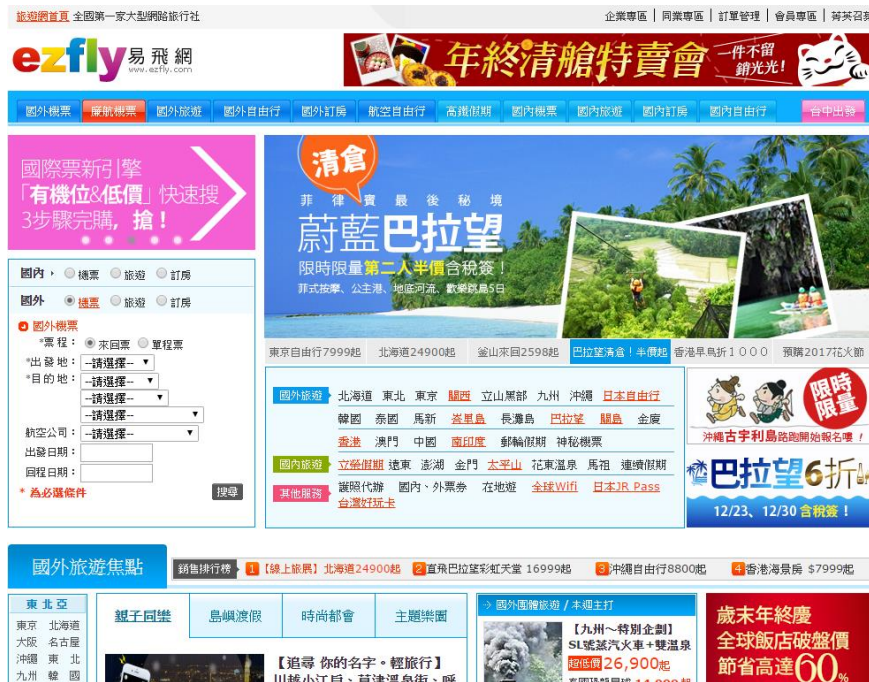 旅遊網首頁 全國第一家大型網路旅行社
企業專區 | 同業專區 | 訂單管理 | 會員專區 |
ezfly 易飛網
www.ezfly.com
年終清艙特賣會 一件不留 銷光光!
國外機票 廉航機票 國外旅遊 國外自由行 國外訂房 航空自由行 高鐵假期 國內機票 國內旅遊 國內訂房 國內自由行 台中出發
國際票新引擎
「有機位&低價」快速搜
3步驟完購, 搶!
清倉
菲律賓最後秘境
蔚藍巴拉望
限時限量第二人半價含稅簽!
菲式按摩、公主港、地底河流、歡樂跳島5日
東京自由行7999起 北海道24900起 釜山來回2598起 巴拉望清倉!半價起 香港早鳥折1000 預購2017花火節
國內 機票 旅遊 訂房
國外 機票 旅遊 訂房
國外機票
*票 程: 來回票 單程票
*出發地: --請選擇--
*目的地: --請選擇--
--請選擇--
--請選擇--
航空公司: --請選擇--
出發日期:
回程日期:
* 為必選條件 搜尋
國外旅遊 北海道 東北 東京 關西 立山黑部 九州 沖繩 日本自由行
韓國 泰國 馬新 峇里島 長灘島 巴拉望 關島 金廈
香港 澳門 中國 南印度 郵輪假期 神秘機票
國內旅遊 立榮假期 遠東 澎湖 金門 太平山 花東溫泉 馬祖 連續假期
其他服務 護照代辦 國內、外票券 在地遊 全球Wifi 日本JR Pass
台灣好玩卡
限時限量
沖繩古宇利島路跑開始報名嘍!
巴拉望6折
12/23、12/30 含稅簽!
國外旅遊焦點
銷售排行榜 1 【線上旅展】北海道24900起 2 直飛巴拉望彩虹天堂 16999起 3 沖繩自由行8800起 4 香港海景房 $7999起
東北亞
東京 北海道
大阪 名古屋
沖繩 東 北
九州 韓 國
親子同樂 島嶼渡假 時尚都會 主題樂園
【追尋 你的名字。輕旅行】
國外團體旅遊 / 本週主打
【九州~特別企劃】
SL號蒸汽火車+雙溫泉
超低價26,900起
歲末年終慶
全球飯店破盤價
節省高達60%